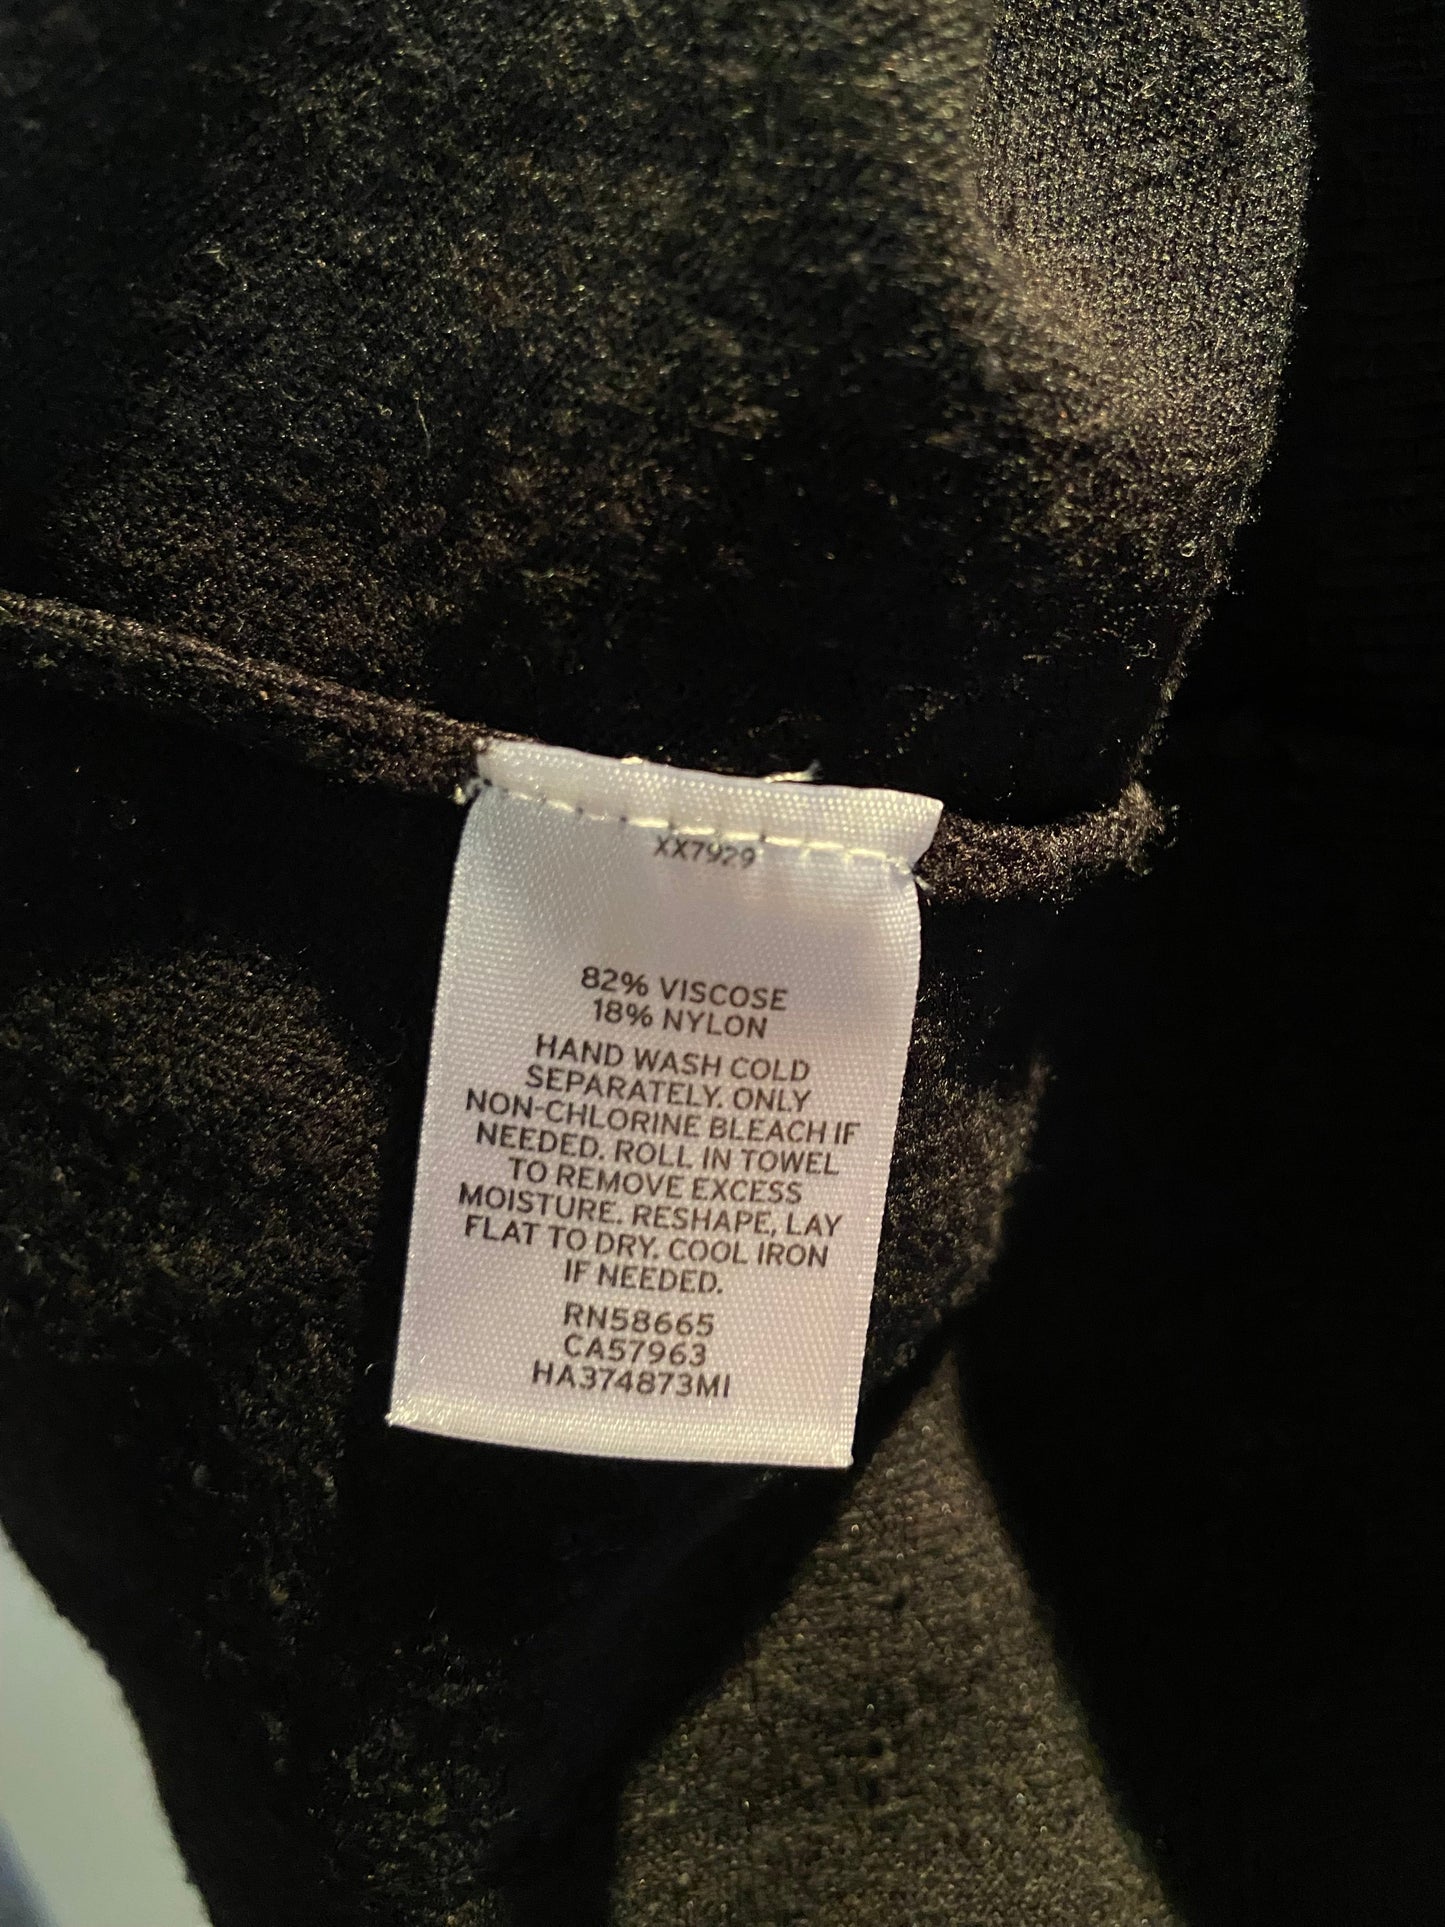 XX7929
82% VISCOSE
18% NYLON
HAND WASH COLD
SEPARATELY. ONLY
NON-CHLORINE BLEACH IF
NEEDED. ROLL IN TOWEL
TO REMOVE EXCESS
MOISTURE. RESHAPE, LAY
FLAT TO DRY. COOL IRON
IF NEEDED.
RN58665
CA57963
HA374873MI